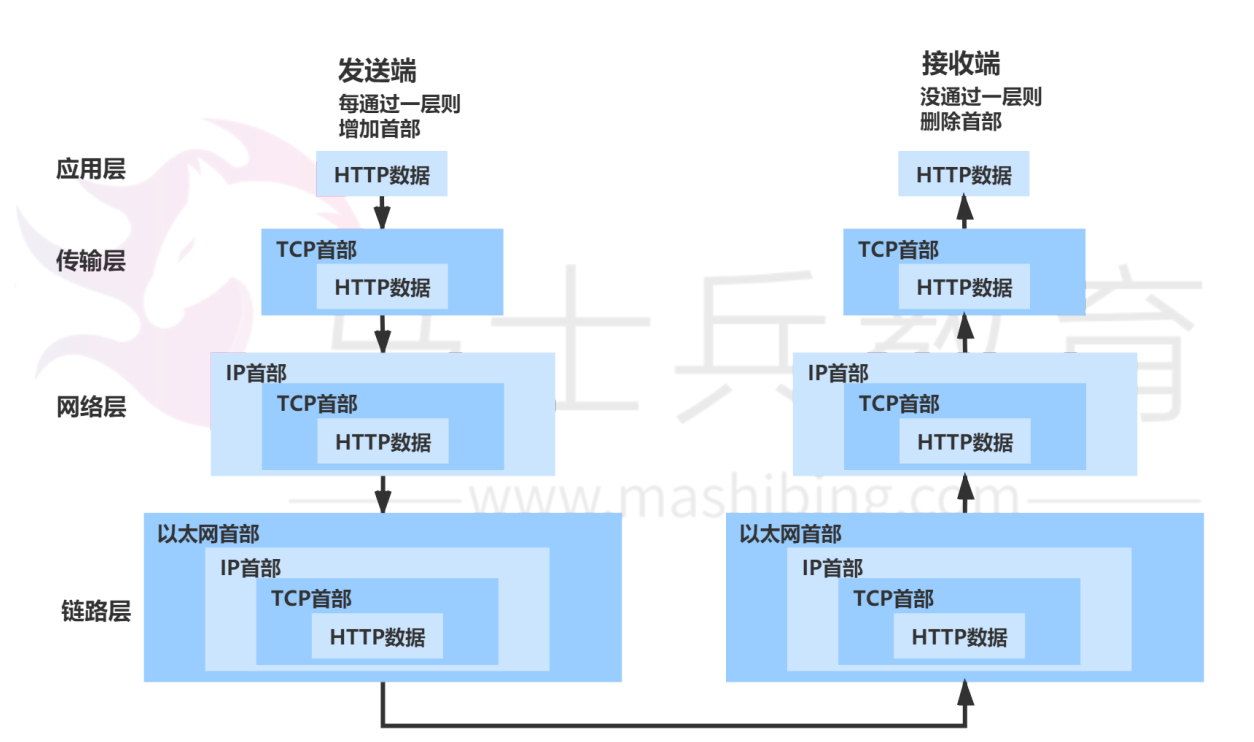 发送端
每通过一层则
增加首部
接收端
没通过一层则
删除首部
应用层
HTTP数据
HTTP数据
传输层
TCP首部
HTTP数据
TCP首部
HTTP数据
网络层
IP首部
TCP首部
HTTP数据
IP首部
TCP首部
HTTP数据
链路层
以太网首部
IP首部
TCP首部
HTTP数据
以太网首部
IP首部
TCP首部
HTTP数据
士兵教育
www.mashibing.com